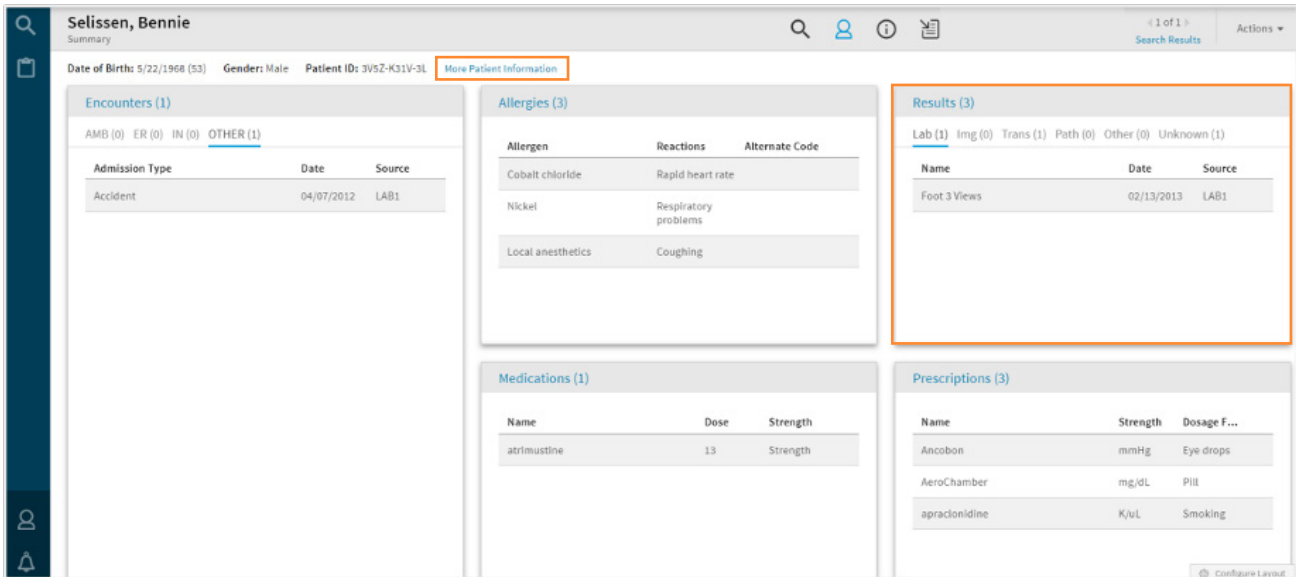 Selissen, Bennie
Summary
1 of 1
Search Results
Actions
Date of Birth: 5/22/1968 (53) Gender: Male Patient ID: 3V5Z-K31V-3L More Patient Information
Encounters (1)
AMB (0) ER (0) IN (0) OTHER (1)
Admission Type Date Source
Accident 04/07/2012 LAB1
Allergies (3)
Allergen Reactions Alternate Code
Cobalt chloride Rapid heart rate
Nickel Respiratory
problems
Local anesthetics Coughing
Results (3)
Lab (1) Img (0) Trans (1) Path (0) Other (0) Unknown (1)
Name Date Source
Foot 3 Views 02/13/2013 LAB1
Medications (1)
Name Dose Strength
atrimustine 13 Strength
Prescriptions (3)
Name Strength Dosage F...
Ancobon mmHg Eye drops
AeroChamber mg/dL Pill
apraclonidine K/uL Smoking
Configure Layout